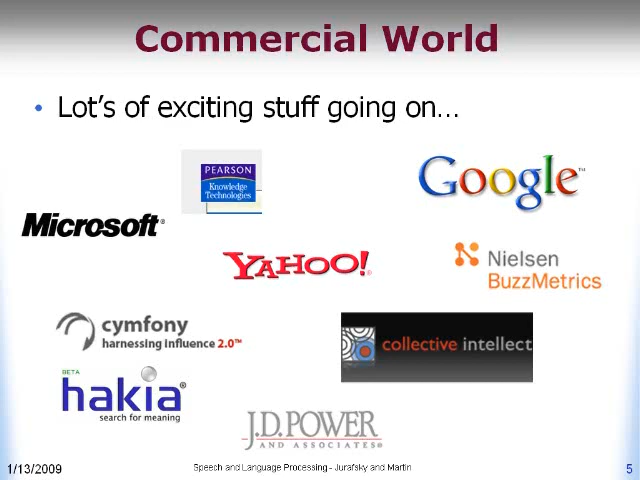 Commercial World
• Lot's of exciting stuff going on…
PEARSON
Knowledge
Technologies
Google™
Microsoft®
YAHOO!®
Nielsen
BuzzMetrics
cymfony
harnessing influence 2.0™
collective intellect
BETA
hakia®
search for meaning
J.D. POWER
AND ASSOCIATES®
1/13/2009
Speech and Language Processing - Jurafsky and Martin
5